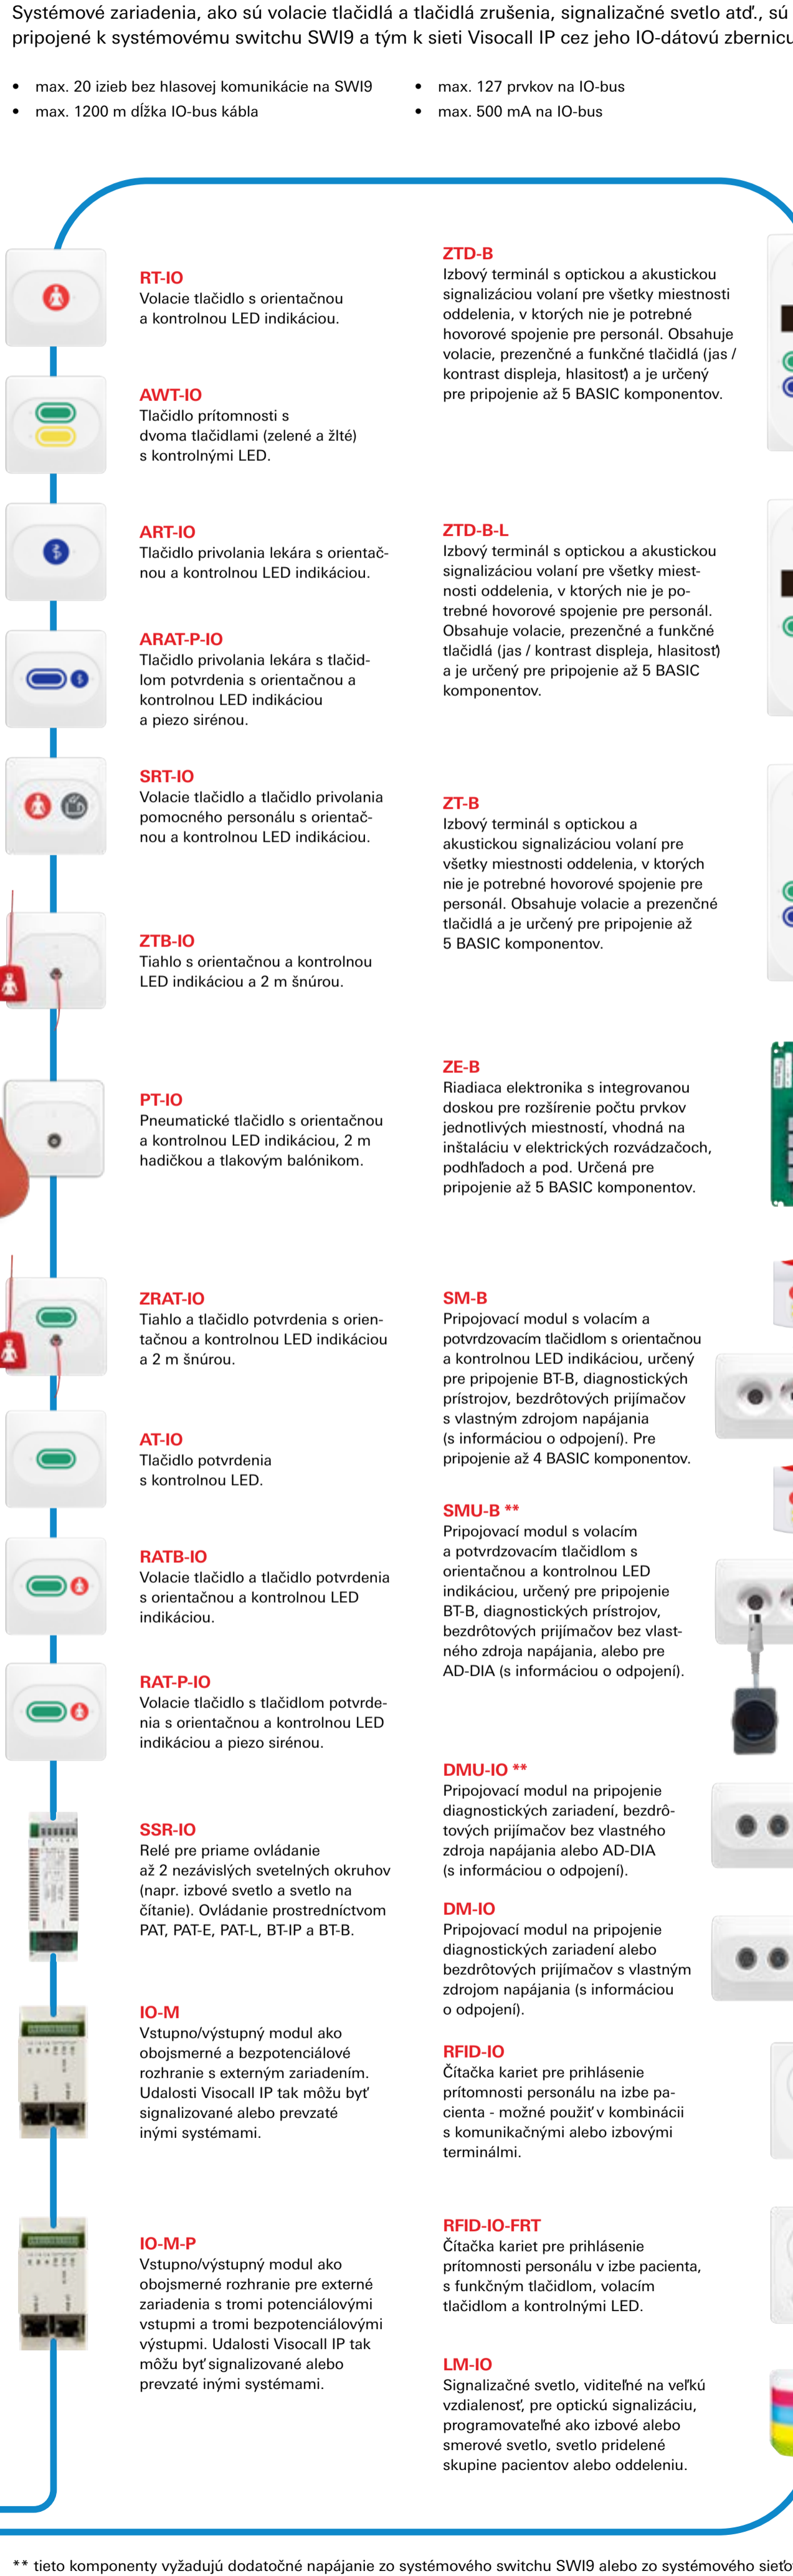 Systémové zariadenia, ako sú volacie tlačidlá a tlačidlá zrušenia, signalizačné svetlo atď., sú
pripojené k systémovému switchu SWI9 a tým k sieti Visocall IP cez jeho IO-dátovú zbernicu
• max. 20 izieb bez hlasovej komunikácie na SWI9
• max. 1200 m dĺžka IO-bus kábla
• max. 127 prvkov na IO-bus
• max. 500 mA na IO-bus
RT-IO
Volacie tlačidlo s orientačnou
a kontrolnou LED indikáciou.
AWT-IO
Tlačidlo prítomnosti s
dvoma tlačidlami (zelené a žlté)
s kontrolnými LED.
ART-IO
Tlačidlo privolania lekára s orientač-
nou a kontrolnou LED indikáciou.
ARAT-P-IO
Tlačidlo privolania lekára s tlačid-
lom potvrdenia s orientačnou a
kontrolnou LED indikáciou
a piezo sirénou.
SRT-IO
Volacie tlačidlo a tlačidlo privolania
pomocného personálu s orientač-
nou a kontrolnou LED indikáciou.
ZTB-IO
Tiahlo s orientačnou a kontrolnou
LED indikáciou a 2 m šnúrou.
PT-IO
Pneumatické tlačidlo s orientačnou
a kontrolnou LED indikáciou, 2 m
hadičkou a tlakovým balónikom.
ZRAT-IO
Tiahlo a tlačidlo potvrdenia s orien-
tačnou a kontrolnou LED indikáciou
a 2 m šnúrou.
AT-IO
Tlačidlo potvrdenia
s kontrolnou LED.
RATB-IO
Volacie tlačidlo a tlačidlo potvrdenia
s orientačnou a kontrolnou LED
indikáciou.
RAT-P-IO
Volacie tlačidlo s tlačidlom potvrde-
nia s orientačnou a kontrolnou LED
indikáciou a piezo sirénou.
SSR-IO
Relé pre priame ovládanie
až 2 nezávislých svetelných okruhov
(napr. izbové svetlo a svetlo na
čítanie). Ovládanie prostredníctvom
PAT, PAT-E, PAT-L, BT-IP a BT-B.
IO-M
Vstupno/výstupný modul ako
obojsmerné a bezpotenciálové
rozhranie s externým zariadením.
Udalosti Visocall IP tak môžu byť
signalizované alebo prevzaté
inými systémami.
IO-M-P
Vstupno/výstupný modul ako
obojsmerné rozhranie pre externé
zariadenia s tromi potenciálovými
vstupmi a tromi bezpotenciálovými
výstupmi. Udalosti Visocall IP tak
môžu byť signalizované alebo
prevzaté inými systémami.
ZTD-B
Izbový terminál s optickou a akustickou
signalizáciou volaní pre všetky miestnosti
oddelenia, v ktorých nie je potrebné
hovorové spojenie pre personál. Obsahuje
volacie, prezenčné a funkčné tlačidlá (jas /
kontrast displeja, hlasitosť) a je určený
pre pripojenie až 5 BASIC komponentov.
ZTD-B-L
Izbový terminál s optickou a akustickou
signalizáciou volaní pre všetky miest-
nosti oddelenia, v ktorých nie je po-
trebné hovorové spojenie pre personál.
Obsahuje volacie, prezenčné a funkčné
tlačidlá (jas / kontrast displeja, hlasitosť)
a je určený pre pripojenie až 5 BASIC
komponentov.
ZT-B
Izbový terminál s optickou a
akustickou signalizáciou volaní pre
všetky miestnosti oddelenia, v ktorých
nie je potrebné hovorové spojenie pre
personál. Obsahuje volacie a prezenčné
tlačidlá a je určený pre pripojenie až
5 BASIC komponentov.
ZE-B
Riadiaca elektronika s integrovanou
doskou pre rozšírenie počtu prvkov
jednotlivých miestností, vhodná na
inštaláciu v elektrických rozvádzačoch,
podhľadoch a pod. Určená pre
pripojenie až 5 BASIC komponentov.
SM-B
Pripojovací modul s volacím a
potvrdzovacím tlačidlom s orientačnou
a kontrolnou LED indikáciou, určený
pre pripojenie BT-B, diagnostických
prístrojov, bezdrôtových prijímačov
s vlastným zdrojom napájania
(s informáciou o odpojení). Pre
pripojenie až 4 BASIC komponentov.
SMU-B **
Pripojovací modul s volacím
a potvrdzovacím tlačidlom s
orientačnou a kontrolnou LED
indikáciou, určený pre pripojenie
BT-B, diagnostických prístrojov,
bezdrôtových prijímačov bez vlast-
ného zdroja napájania, alebo pre
AD-DIA (s informáciou o odpojení).
DMU-IO **
Pripojovací modul na pripojenie
diagnostických zariadení, bezdrô-
tových prijímačov bez vlastného
zdroja napájania alebo AD-DIA
(s informáciou o odpojení).
DM-IO
Pripojovací modul na pripojenie
diagnostických zariadení alebo
bezdrôtových prijímačov s vlastným
zdrojom napájania (s informáciou
o odpojení).
RFID-IO
Čítačka kariet pre prihlásenie
prítomnosti personálu na izbe pa-
cienta - možné použiť v kombinácii
s komunikačnými alebo izbovými
terminálmi.
RFID-IO-FRT
Čítačka kariet pre prihlásenie
prítomnosti personálu v izbe pacienta,
s funkčným tlačidlom, volacím
tlačidlom a kontrolnými LED.
LM-IO
Signalizačné svetlo, viditeľné na veľkú
vzdialenosť, pre optickú signalizáciu,
programovateľné ako izbové alebo
smerové svetlo, svetlo pridelené
skupine pacientov alebo oddeleniu.
** tieto komponenty vyžadujú dodatočné napájanie zo systémového switchu SWI9 alebo zo systémového sieťo